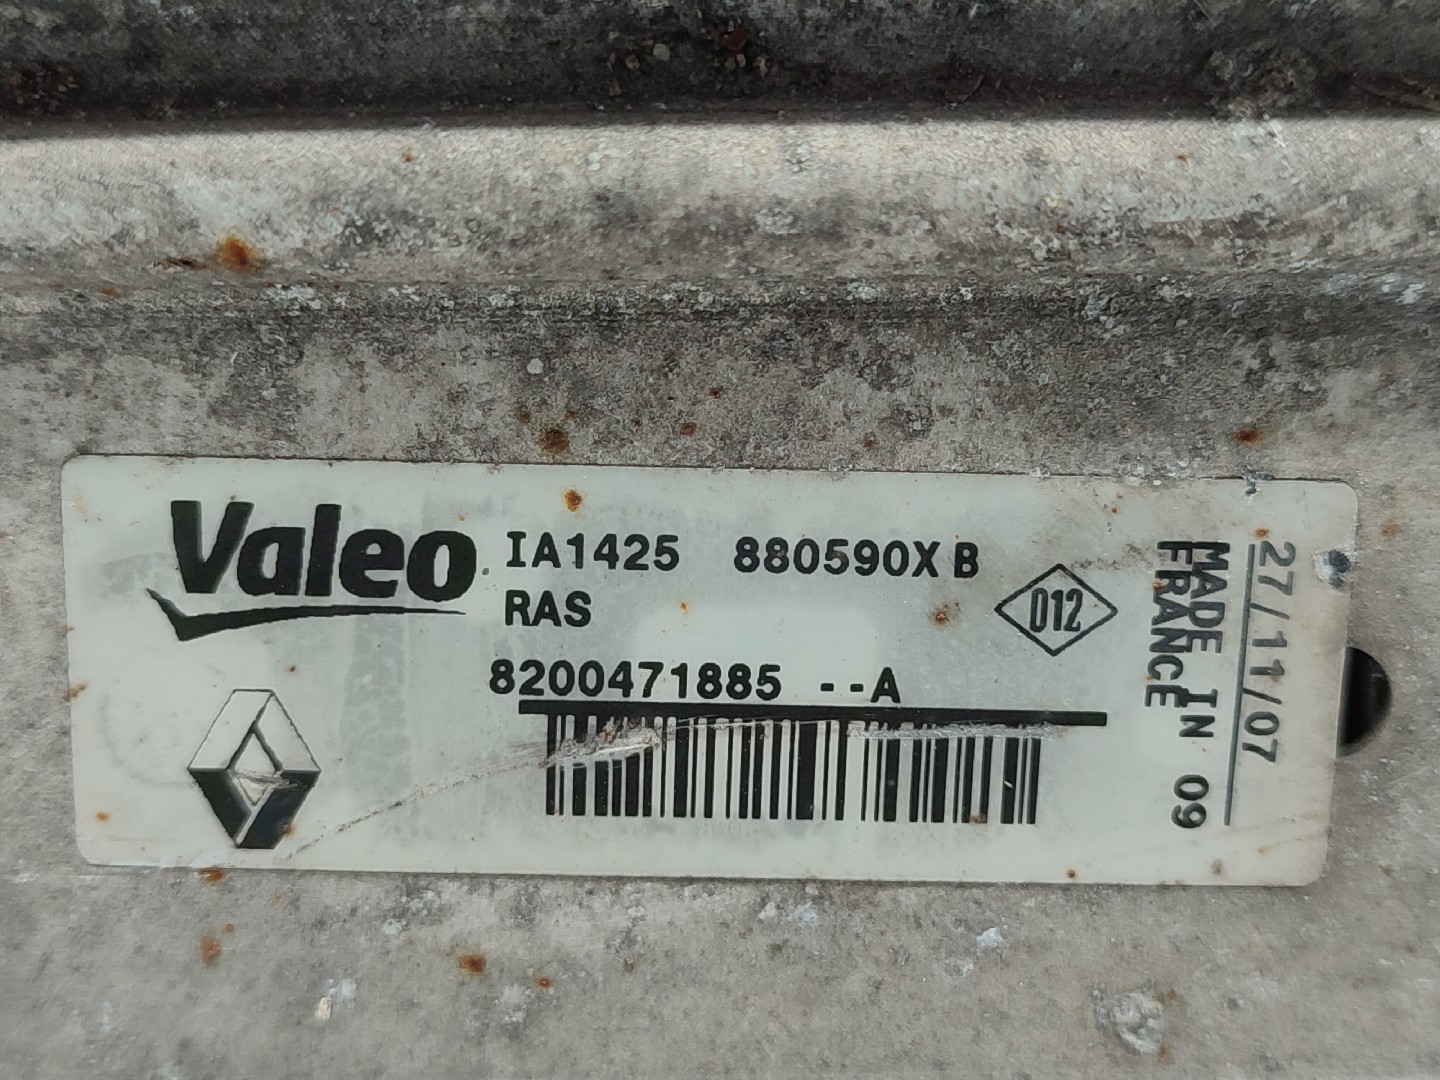 Valeo IA1425 880590X B
RAS
012
8200471885 --A
27/11/07
MADE IN 09
FRANCE